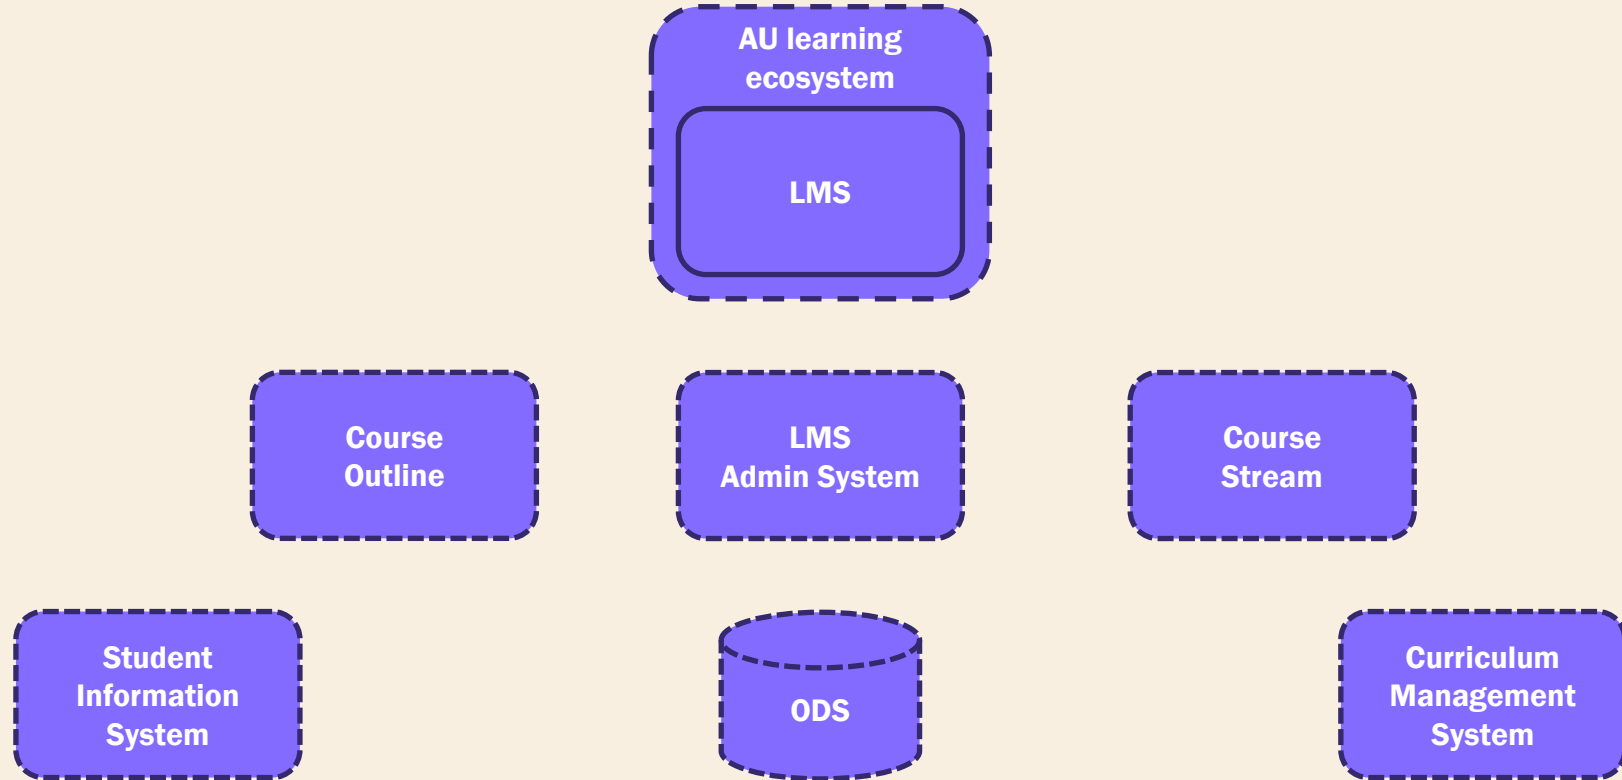 AU learning
ecosystem
LMS
Course
Outline
LMS
Admin System
Course
Stream
Student
Information
System
ODS
Curriculum
Management
System